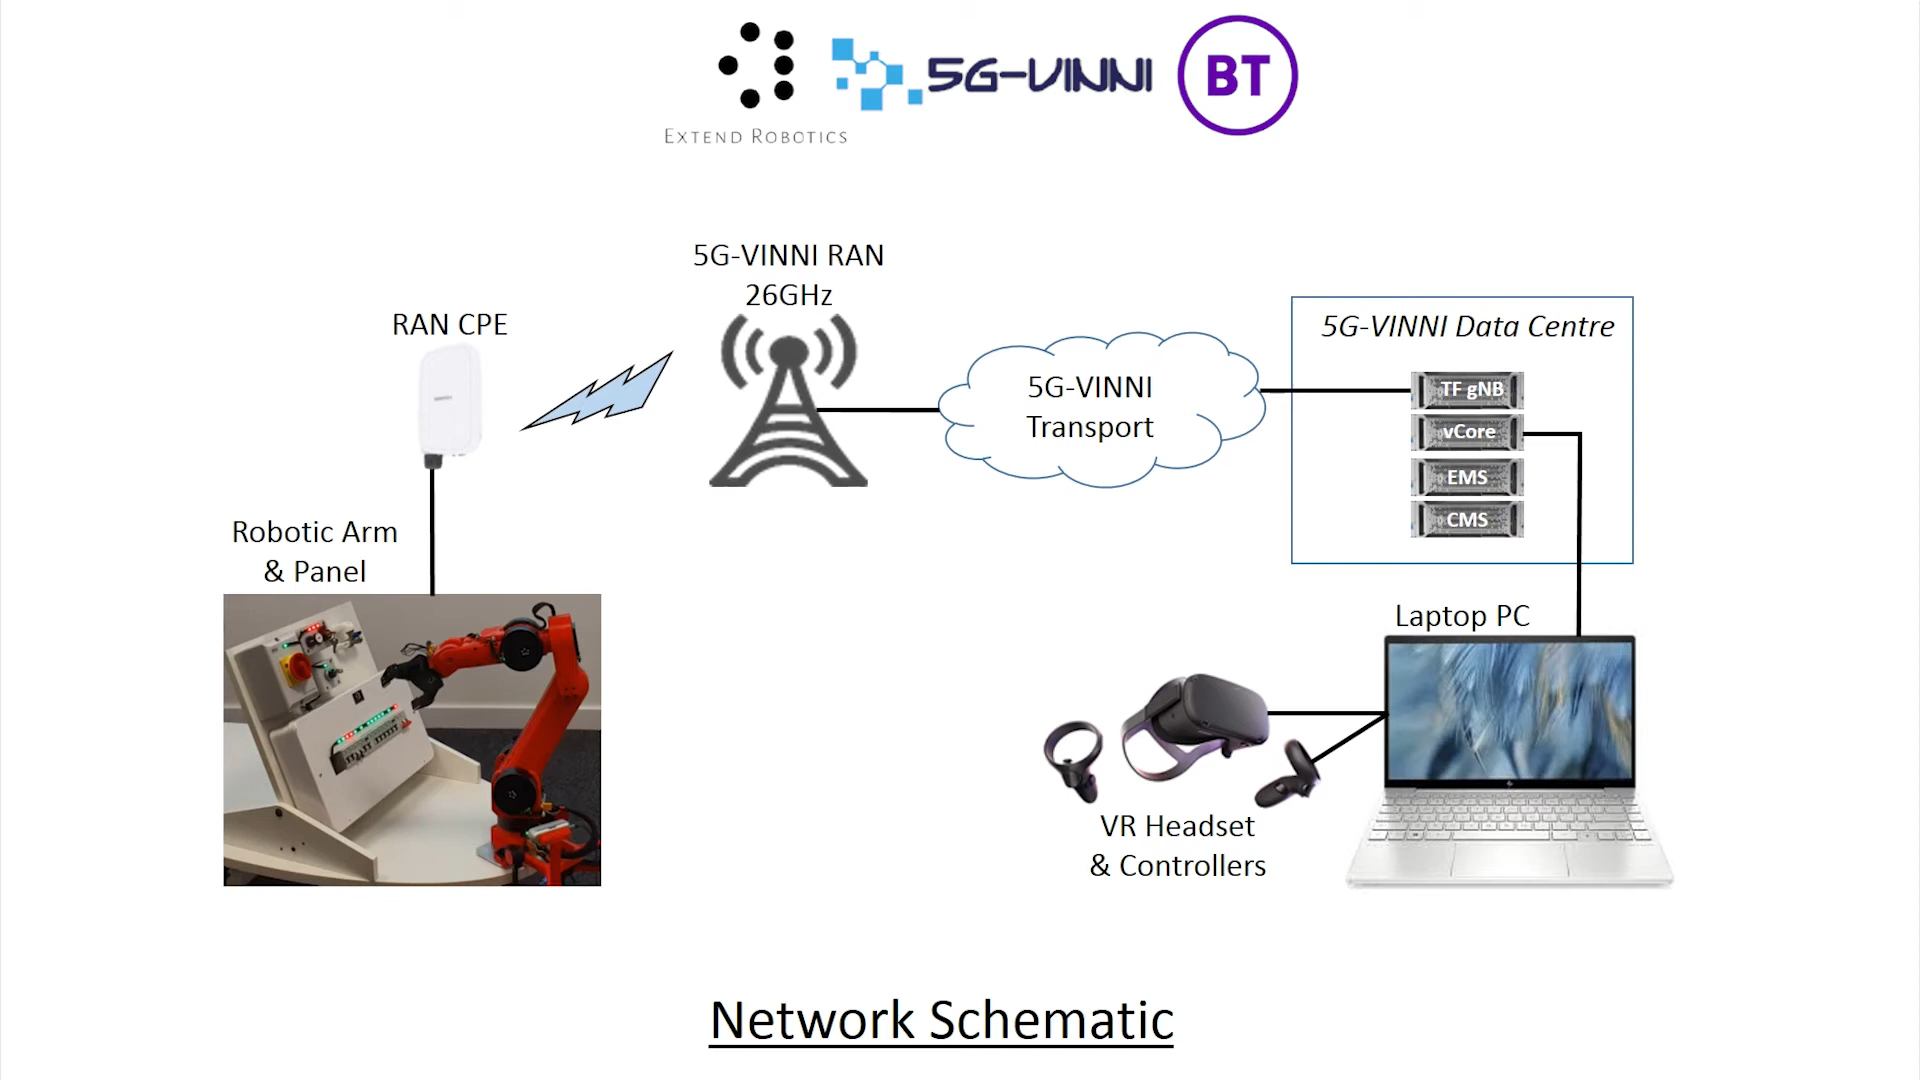 EXTEND ROBOTICS
5G-VINNI
BT
5G-VINNI RAN
26GHz
RAN CPE
5G-VINNI
Transport
5G-VINNI Data Centre
TF gNB
vCore
EMS
CMS
Robotic Arm
& Panel
Laptop PC
VR Headset
& Controllers
Network Schematic